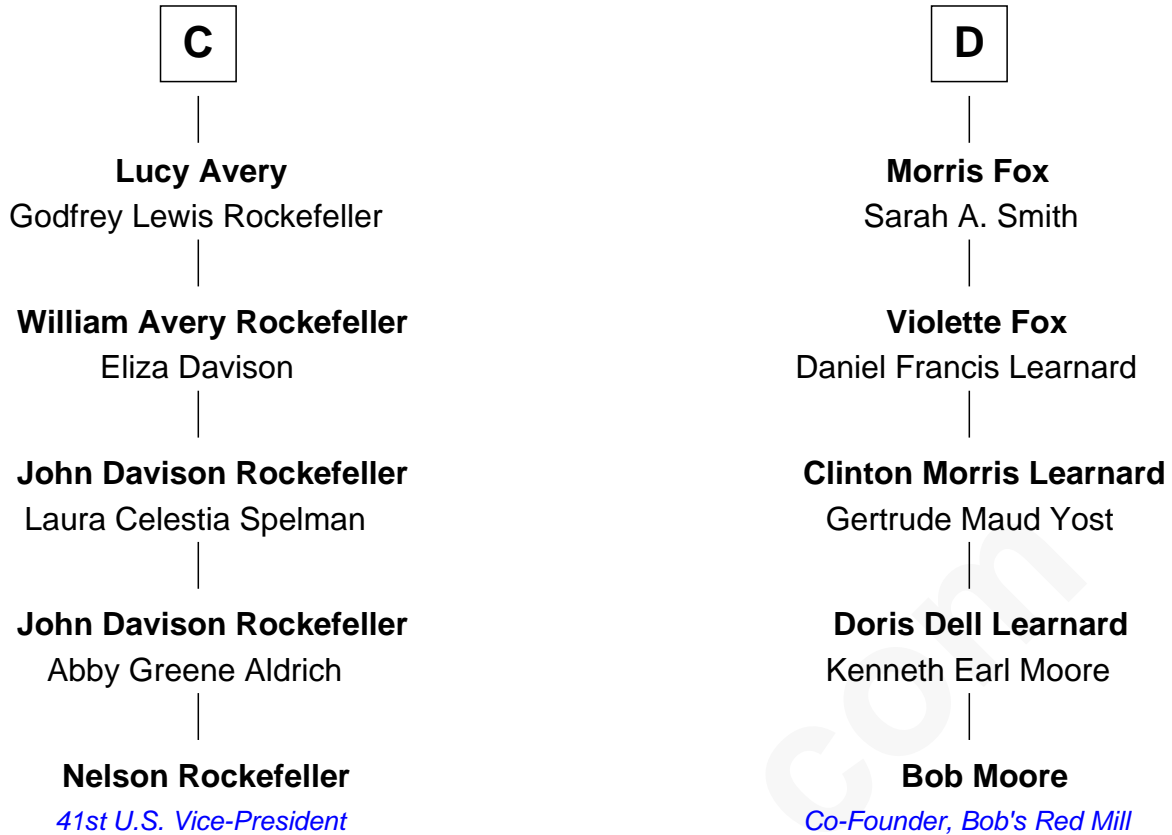 C
Lucy Avery
Godfrey Lewis Rockefeller
William Avery Rockefeller
Eliza Davison
John Davison Rockefeller
Laura Celestia Spelman
John Davison Rockefeller
Abby Greene Aldrich
Nelson Rockefeller
41st U.S. Vice-President
D
Morris Fox
Sarah A. Smith
Violette Fox
Daniel Francis Learnard
Clinton Morris Learnard
Gertrude Maud Yost
Doris Dell Learnard
Kenneth Earl Moore
Bob Moore
Co-Founder, Bob's Red Mill
com